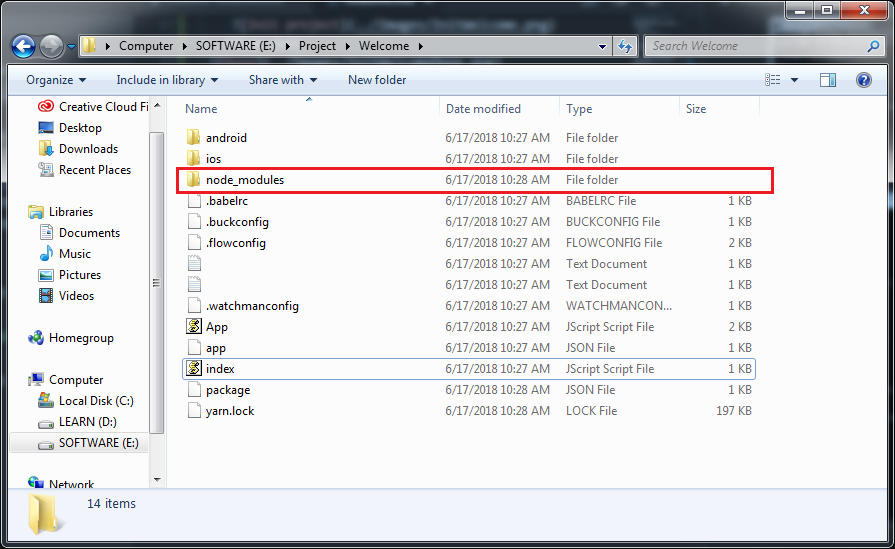 Computer ▸ SOFTWARE (E:) ▸ Project ▸ Welcome ▸
Search Welcome
Organize Include in library Share with New folder
Name Date modified Type Size
Creative Cloud Fi
Desktop
Downloads
Recent Places
Libraries
Documents
Music
Pictures
Videos
Homegroup
Computer
Local Disk (C:)
LEARN (D:)
SOFTWARE (E:)
Network
android 6/17/2018 10:27 AM File folder
ios 6/17/2018 10:27 AM File folder
node_modules 6/17/2018 10:28 AM File folder
.babelrc 6/17/2018 10:27 AM BABELRC File 1 KB
.buckconfig 6/17/2018 10:27 AM BUCKCONFIG File 1 KB
.flowconfig 6/17/2018 10:27 AM FLOWCONFIG File 2 KB
6/17/2018 10:27 AM Text Document 1 KB
6/17/2018 10:27 AM Text Document 1 KB
.watchmanconfig 6/17/2018 10:27 AM WATCHMANCON... 1 KB
App 6/17/2018 10:27 AM JScript Script File 2 KB
app 6/17/2018 10:27 AM JSON File 1 KB
index 6/17/2018 10:27 AM JScript Script File 1 KB
package 6/17/2018 10:28 AM JSON File 1 KB
yarn.lock 6/17/2018 10:28 AM LOCK File 197 KB
14 items